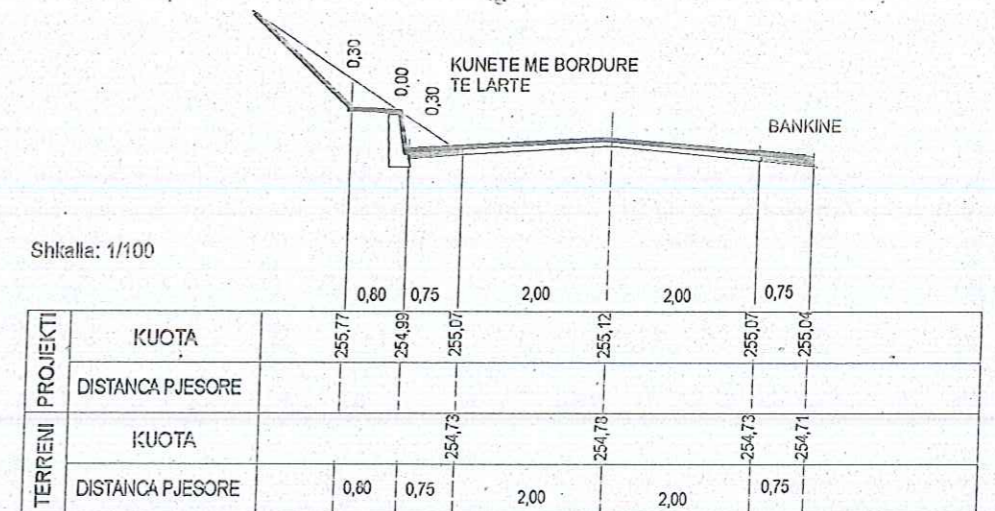 0,30
0,00
0,30
KUNETE ME BORDURE
TE LARTE
BANKINE
Shkalla: 1/100
0,80 0,75 2,00 2,00 0,75
PROJEKTI
KUOTA 255,77 254,99 255,07 255,12 255,07 255,04
DISTANCA PJESORE
TERRENI
KUOTA 254,73 254,78 254,73 254,71
DISTANCA PJESORE 0,60 0,75 2,00 2,00 0,75